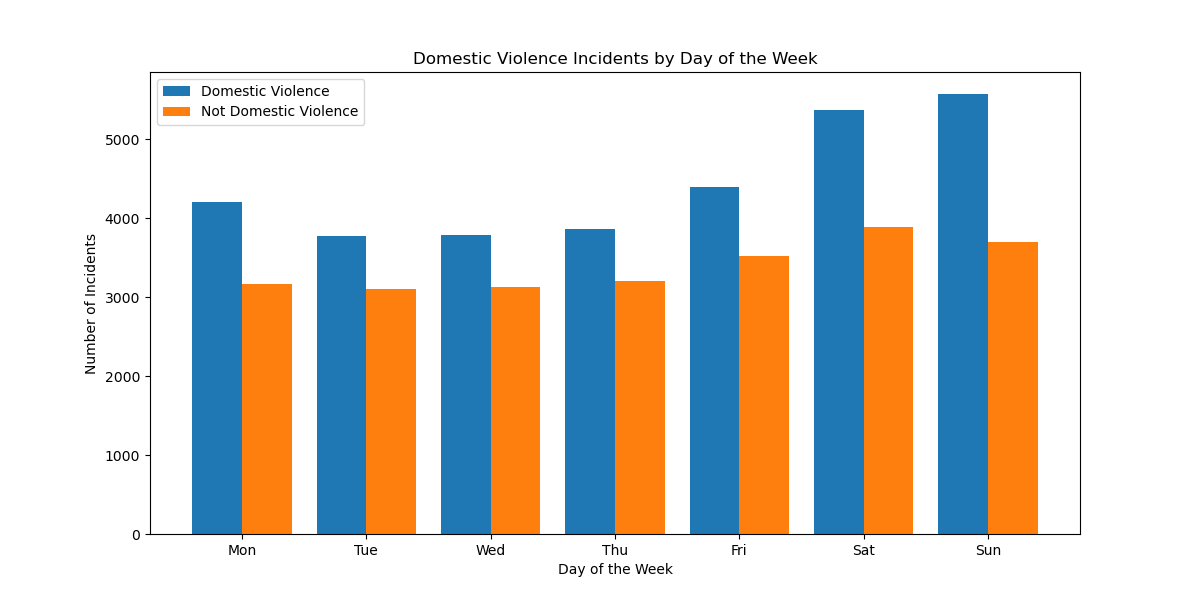 Domestic Violence Incidents by Day of the Week
Domestic Violence
Not Domestic Violence
Number of Incidents
5000
4000
3000
2000
1000
0
Mon Tue Wed Thu Fri Sat Sun
Day of the Week